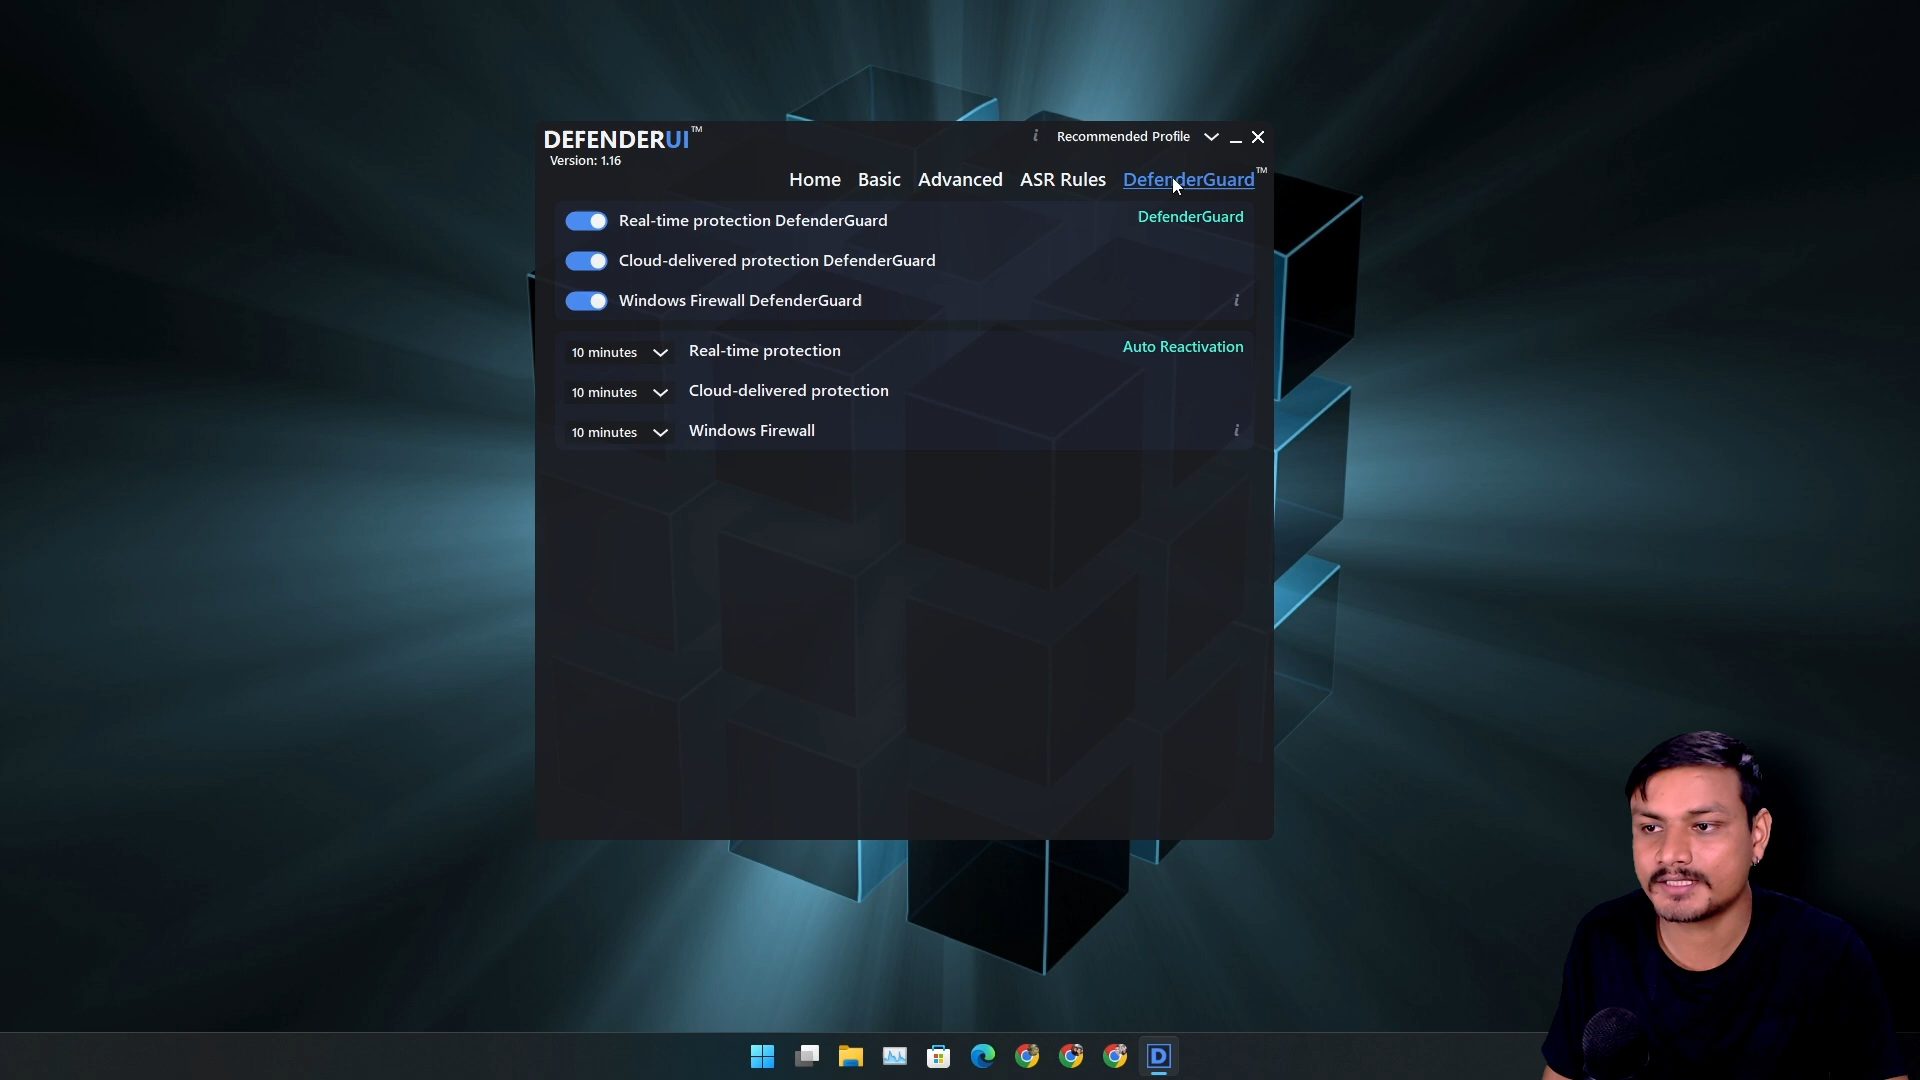 DEFENDERUI™
Version: 1.16
i Recommended Profile
Home Basic Advanced ASR Rules DefenderGuard™
Real-time protection DefenderGuard
DefenderGuard
Cloud-delivered protection DefenderGuard
Windows Firewall DefenderGuard
i
10 minutes Real-time protection
Auto Reactivation
10 minutes Cloud-delivered protection
10 minutes Windows Firewall
i
D